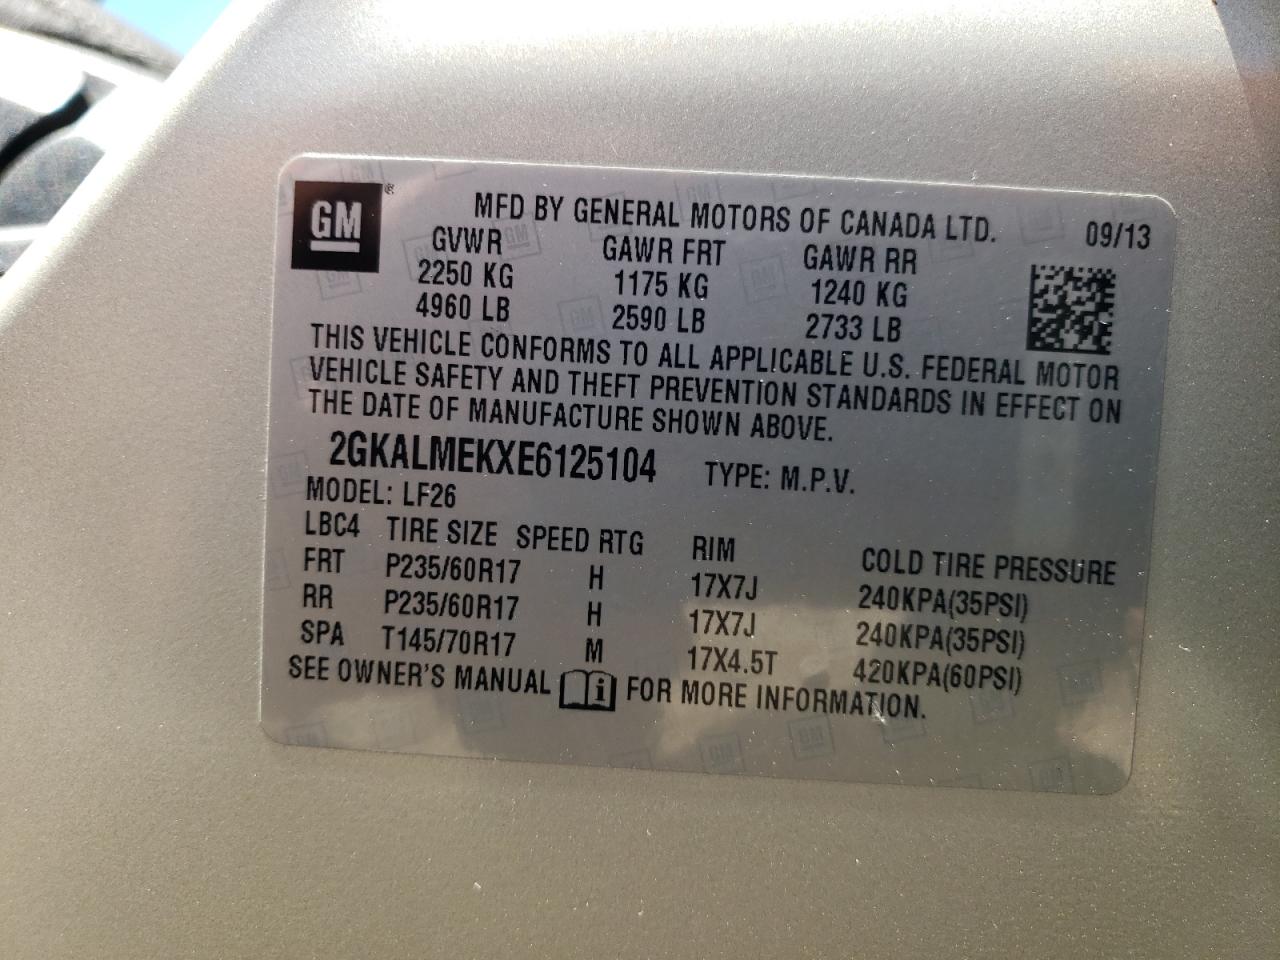 GM ®
MFD BY GENERAL MOTORS OF CANADA LTD. 09/13
GVWR GAWR FRT GAWR RR
2250 KG 1175 KG 1240 KG
4960 LB 2590 LB 2733 LB
THIS VEHICLE CONFORMS TO ALL APPLICABLE U.S. FEDERAL MOTOR
VEHICLE SAFETY AND THEFT PREVENTION STANDARDS IN EFFECT ON
THE DATE OF MANUFACTURE SHOWN ABOVE.
2GKALMEKXE6125104 TYPE: M.P.V.
MODEL: LF26
LBC4 TIRE SIZE SPEED RTG RIM COLD TIRE PRESSURE
FRT P235/60R17 H 17X7J 240KPA(35PSI)
RR P235/60R17 H 17X7J 240KPA(35PSI)
SPA T145/70R17 M 17X4.5T 420KPA(60PSI)
SEE OWNER'S MANUAL i FOR MORE INFORMATION.